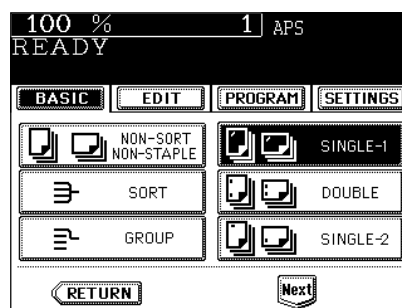 100 % 1 APS
READY
BASIC EDIT PROGRAM SETTINGS
NON-SORT
NON-STAPLE
SINGLE-1
SORT
DOUBLE
GROUP
SINGLE-2
RETURN
Next